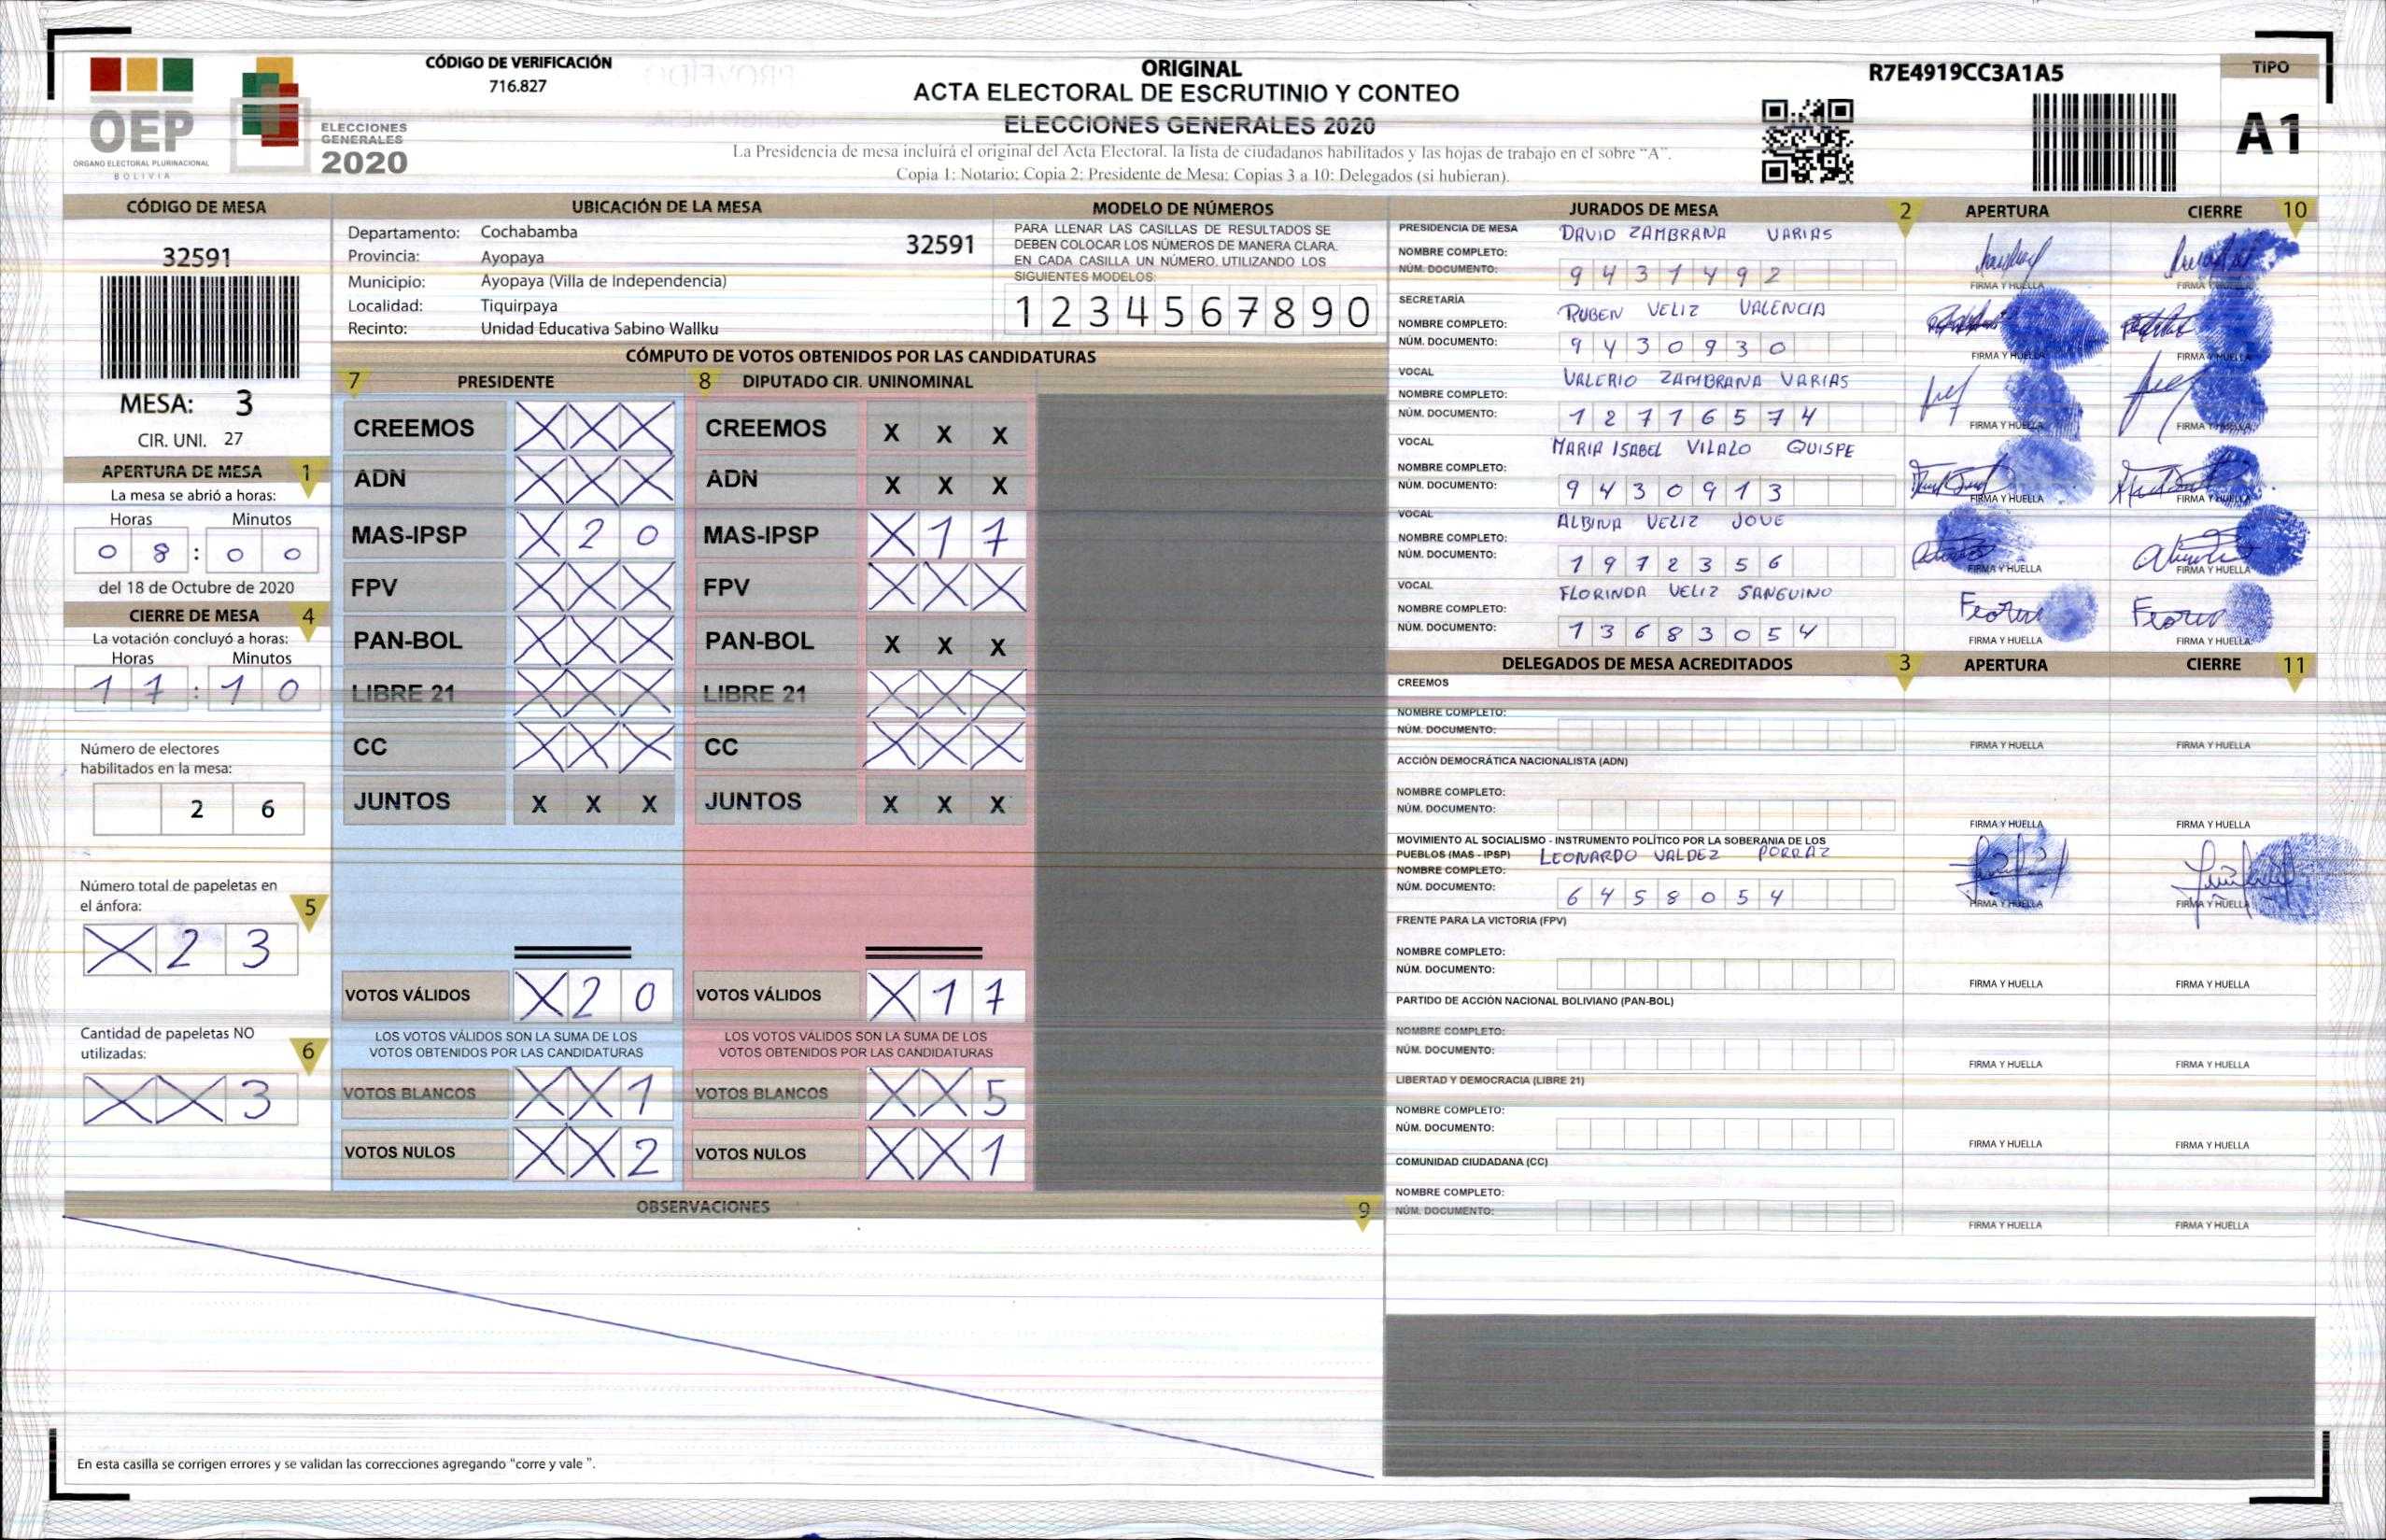 CÓDIGO DE VERIFICACIÓN
716.827
ORIGINAL
ACTA ELECTORAL DE ESCRUTINIO Y CONTEO
ELECCIONES GENERALES 2020
La Presidencia de mesa incluirá el original del Acta Electoral, la lista de ciudadanos habilitados y las hojas de trabajo en el sobre "A".
Copia 1: Notario; Copia 2: Presidente de Mesa; Copias 3 a 10: Delegados (si hubieran).
R7E4919CC3A1A5
TIPO
A1
OEP
ÓRGANO ELECTORAL PLURINACIONAL
BOLIVIA
ELECCIONES
GENERALES
2020
CÓDIGO DE MESA
32591
MESA: 3
CIR. UNI. 27
APERTURA DE MESA 1
La mesa se abrió a horas:
Horas Minutos
0 8 : 0 0
del 18 de Octubre de 2020
CIERRE DE MESA 4
La votación concluyó a horas:
Horas Minutos
1 7 : 1 0
Número de electores
habilitados en la mesa:
2 6
Número total de papeletas en
el ánfora: 5
X 2 3
Cantidad de papeletas NO
utilizadas: 6
X X 3
UBICACIÓN DE LA MESA
Departamento: Cochabamba
32591
Provincia: Ayopaya
Municipio: Ayopaya (Villa de Independencia)
Localidad: Tiquirpaya
Recinto: Unidad Educativa Sabino Wallku
MODELO DE NÚMEROS
PARA LLENAR LAS CASILLAS DE RESULTADOS SE
DEBEN COLOCAR LOS NÚMEROS DE MANERA CLARA.
EN CADA CASILLA UN NÚMERO, UTILIZANDO LOS
SIGUIENTES MODELOS:
1 2 3 4 5 6 7 8 9 0
CÓMPUTO DE VOTOS OBTENIDOS POR LAS CANDIDATURAS
7 PRESIDENTE 8 DIPUTADO CIR. UNINOMINAL
CREEMOS X X X CREEMOS X X X
ADN X X X ADN X X X
MAS-IPSP X 2 0 MAS-IPSP X 1 7
FPV X X X FPV X X X
PAN-BOL X X X PAN-BOL X X X
LIBRE 21 X X X LIBRE 21 X X X
CC X X X CC X X X
JUNTOS X X X JUNTOS X X X
VOTOS VÁLIDOS X 2 0 VOTOS VÁLIDOS X 1 7
LOS VOTOS VÁLIDOS SON LA SUMA DE LOS LOS VOTOS VÁLIDOS SON LA SUMA DE LOS
VOTOS OBTENIDOS POR LAS CANDIDATURAS VOTOS OBTENIDOS POR LAS CANDIDATURAS
VOTOS BLANCOS X X 1 VOTOS BLANCOS X X 5
VOTOS NULOS X X 2 VOTOS NULOS X X 1
OBSERVACIONES 9
En esta casilla se corrigen errores y se validan las correcciones agregando "corre y vale ".
JURADOS DE MESA 2 APERTURA CIERRE 10
PRESIDENCIA DE MESA DAVID ZAMBRANA VARIAS
NOMBRE COMPLETO:
NÚM. DOCUMENTO: 9 4 3 1 4 9 2
FIRMA Y HUELLA FIRMA Y HUELLA
SECRETARÍA RUBEN VELIZ VALENCIA
NOMBRE COMPLETO:
NÚM. DOCUMENTO: 9 4 3 0 9 3 0
FIRMA Y HUELLA FIRMA Y HUELLA
VOCAL VALERIO ZAMBRANA VARIAS
NOMBRE COMPLETO:
NÚM. DOCUMENTO: 1 2 7 1 6 5 7 4
FIRMA Y HUELLA FIRMA Y HUELLA
VOCAL MARIA ISABEL VILAZO QUISPE
NOMBRE COMPLETO:
NÚM. DOCUMENTO: 9 4 3 0 9 1 3
FIRMA Y HUELLA FIRMA Y HUELLA
VOCAL ALBINA VELIZ JOVE
NOMBRE COMPLETO:
NÚM. DOCUMENTO: 7 9 7 2 3 5 6
FIRMA Y HUELLA FIRMA Y HUELLA
VOCAL FLORINDA VELIZ SANGUINO
NOMBRE COMPLETO:
NÚM. DOCUMENTO: 1 3 6 8 3 0 5 4
FIRMA Y HUELLA FIRMA Y HUELLA
DELEGADOS DE MESA ACREDITADOS 3 APERTURA CIERRE 11
CREEMOS
NOMBRE COMPLETO:
NÚM. DOCUMENTO:
FIRMA Y HUELLA FIRMA Y HUELLA
ACCIÓN DEMOCRÁTICA NACIONALISTA (ADN)
NOMBRE COMPLETO:
NÚM. DOCUMENTO:
FIRMA Y HUELLA FIRMA Y HUELLA
MOVIMIENTO AL SOCIALISMO - INSTRUMENTO POLÍTICO POR LA SOBERANIA DE LOS
PUEBLOS (MAS - IPSP) LEONARDO VALDEZ PORRAZ
NOMBRE COMPLETO:
NÚM. DOCUMENTO: 6 4 5 8 0 5 4
FIRMA Y HUELLA FIRMA Y HUELLA
FRENTE PARA LA VICTORIA (FPV)
NOMBRE COMPLETO:
NÚM. DOCUMENTO:
FIRMA Y HUELLA FIRMA Y HUELLA
PARTIDO DE ACCIÓN NACIONAL BOLIVIANO (PAN-BOL)
NOMBRE COMPLETO:
NÚM. DOCUMENTO:
FIRMA Y HUELLA FIRMA Y HUELLA
LIBERTAD Y DEMOCRACIA (LIBRE 21)
NOMBRE COMPLETO:
NÚM. DOCUMENTO:
FIRMA Y HUELLA FIRMA Y HUELLA
COMUNIDAD CIUDADANA (CC)
NOMBRE COMPLETO:
NÚM. DOCUMENTO:
FIRMA Y HUELLA FIRMA Y HUELLA